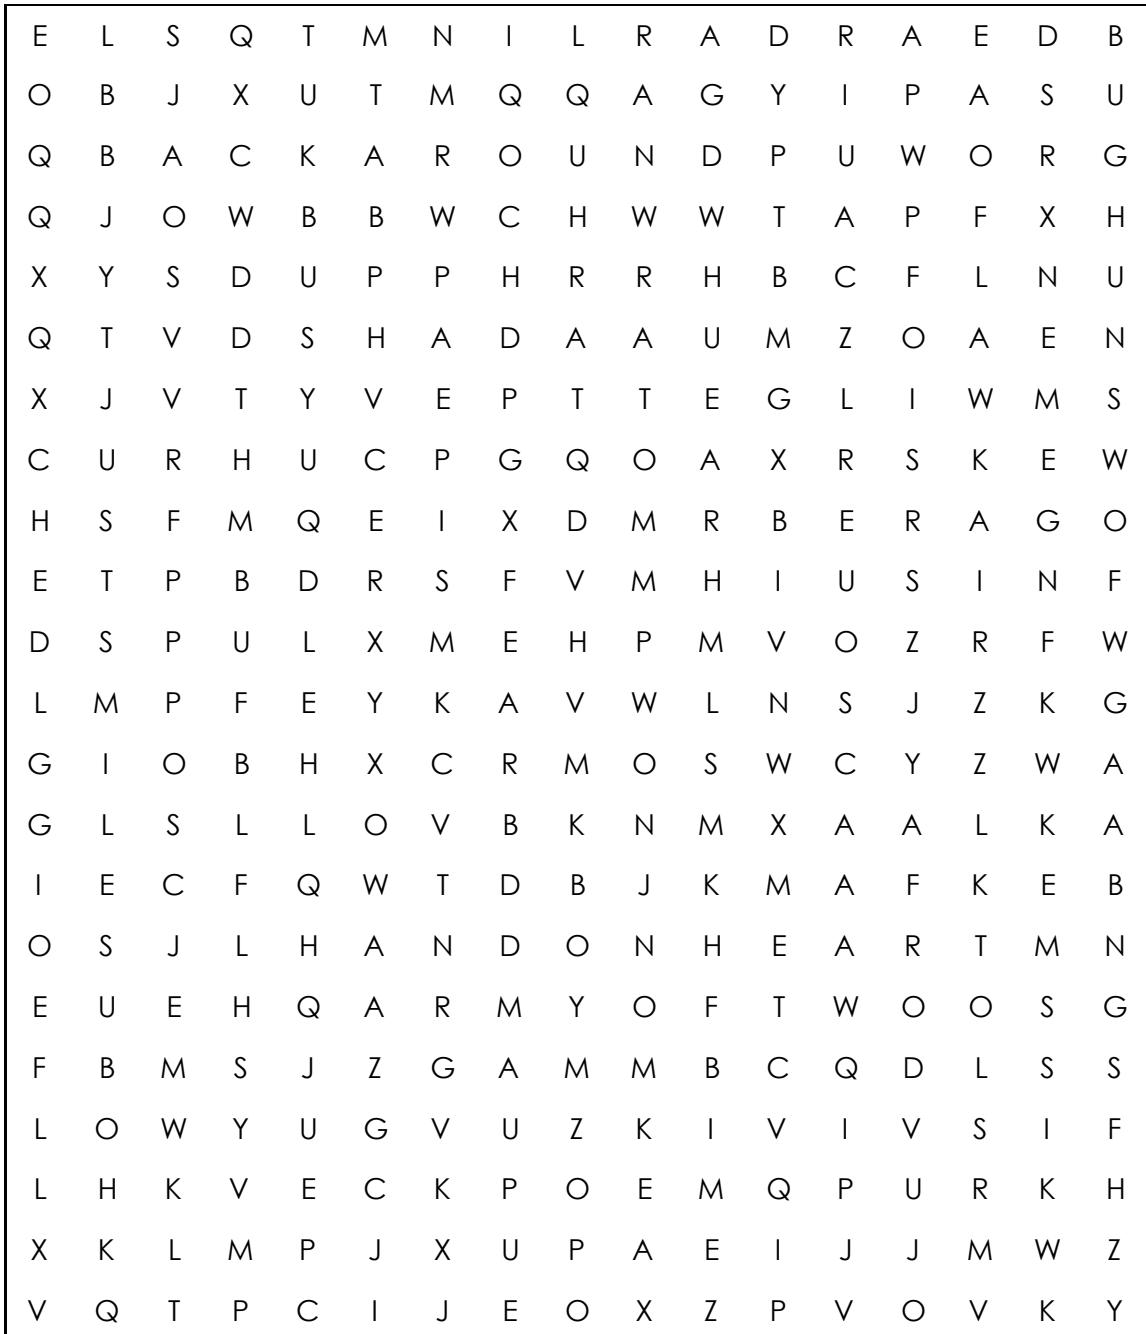 E L S Q T M N I L R A D R A E D B
O B J X U T M Q Q A G Y I P A S U
Q B A C K A R O U N D P U W O R G
Q J O W B B W C H W W T A P F X H
X Y S D U P P H R R H B C F L N U
Q T V D S H A D A A U M Z O A E N
X J V T Y V E P T T E G L I W M S
C U R H U C P G Q O A X R S K E W
H S F M Q E I X D M R B E R A G O
E T P B D R S F V M H I U S I N F
D S P U L X M E H P M V O Z R F W
L M P F E Y K A V W L N S J Z K G
G I O B H X C R M O S W C Y Z W A
G L S L L O V B K N M X A A L K A
I E C F Q W T D B J K M A F K E B
O S J L H A N D O N H E A R T M N
E U E H Q A R M Y O F T W O O S G
F B M S J Z G A M M B C Q D L S S
L O W Y U G V U Z K I V I V S I F
L H K V E C K P O E M Q P U R K H
X K L M P J X U P A E I J J M W Z
V Q T P C I J E O X Z P V O V K Y